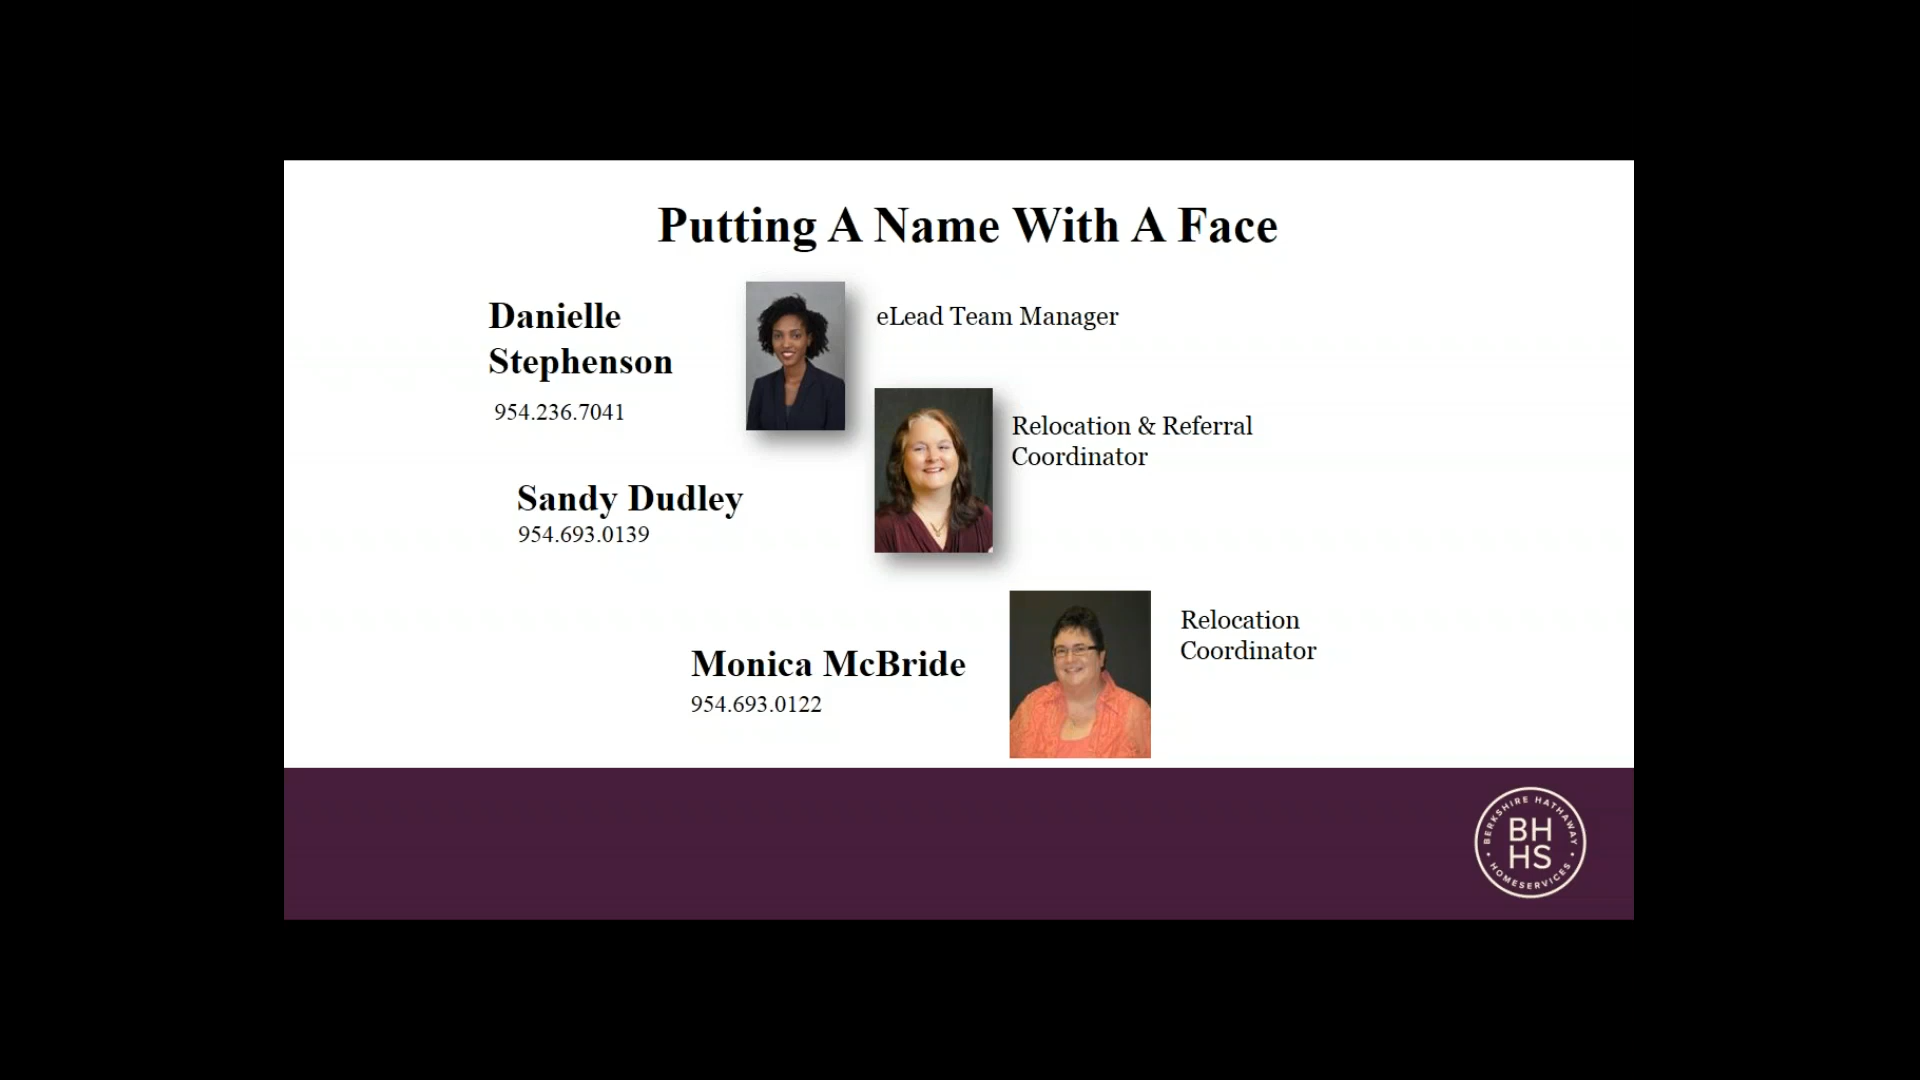 Putting A Name With A Face
Danielle
Stephenson
954.236.7041
eLead Team Manager
Sandy Dudley
954.693.0139
Relocation & Referral
Coordinator
Monica McBride
954.693.0122
Relocation
Coordinator
BERKSHIRE HATHAWAY
BH
HS
HOMESERVICES